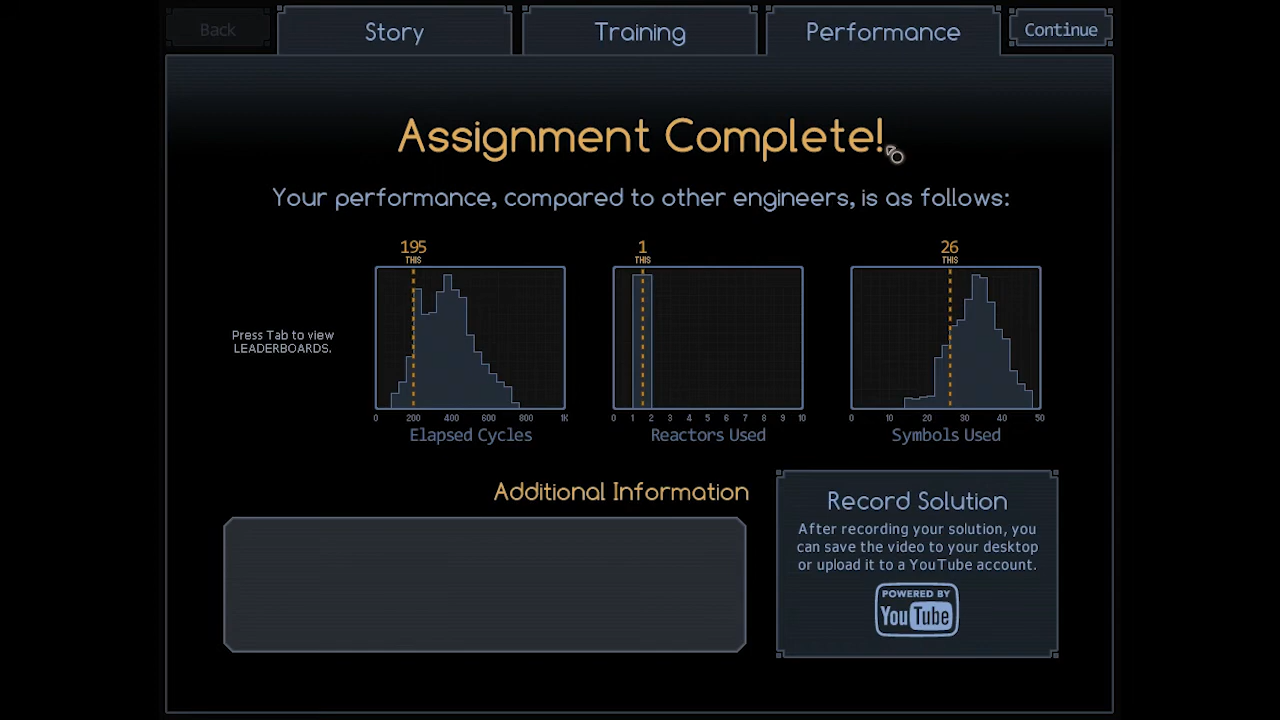 Back
Story
Training
Performance
Continue
Assignment Complete!
Your performance, compared to other engineers, is as follows:
195
THIS
1
THIS
26
THIS
Press Tab to view
LEADERBOARDS.
0 200 400 600 800 1K
0 1 2 3 4 5 6 7 8 9 10
0 10 20 30 40 50
Elapsed Cycles
Reactors Used
Symbols Used
Additional Information
Record Solution
After recording your solution, you
can save the video to your desktop
or upload it to a YouTube account.
POWERED BY
YouTube